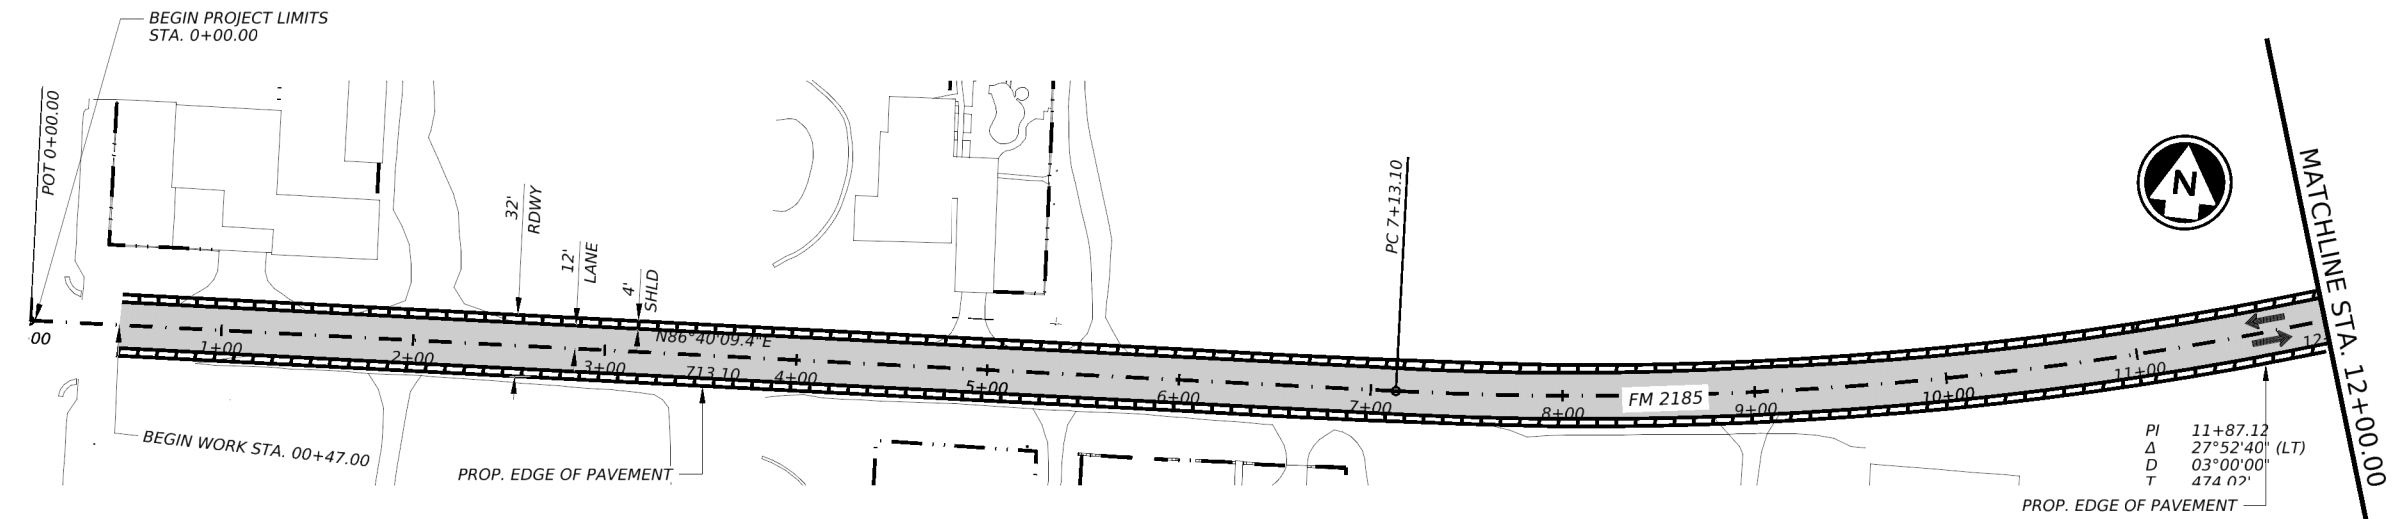 BEGIN PROJECT LIMITS
STA. 0+00.00
POT 0+00.00
00
BEGIN WORK STA. 00+47.00
1+00
2+00
32'
RDWY
12'
LANE
4'
SHLD
N86°40'09.4"E
713.10
3+00
4+00
PROP. EDGE OF PAVEMENT
5+00
6+00
PC 7+13.10
7+00
8+00
FM 2185
9+00
10+00
11+00
12
N
MATCHLINE STA. 12+00.00
PI 11+87.12
Δ 27°52'40" (LT)
D 03°00'00"
T 474.02'
PROP. EDGE OF PAVEMENT